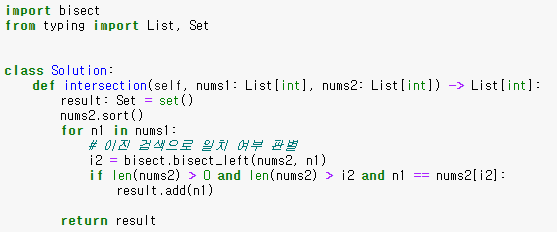 import bisect
from typing import List, Set


class Solution:
    def intersection(self, nums1: List[int], nums2: List[int]) -> List[int]:
        result: Set = set()
        nums2.sort()
        for n1 in nums1:
            # 이진 검색으로 일치 여부 판별
            i2 = bisect.bisect_left(nums2, n1)
            if len(nums2) > 0 and len(nums2) > i2 and n1 == nums2[i2]:
                result.add(n1)

        return result